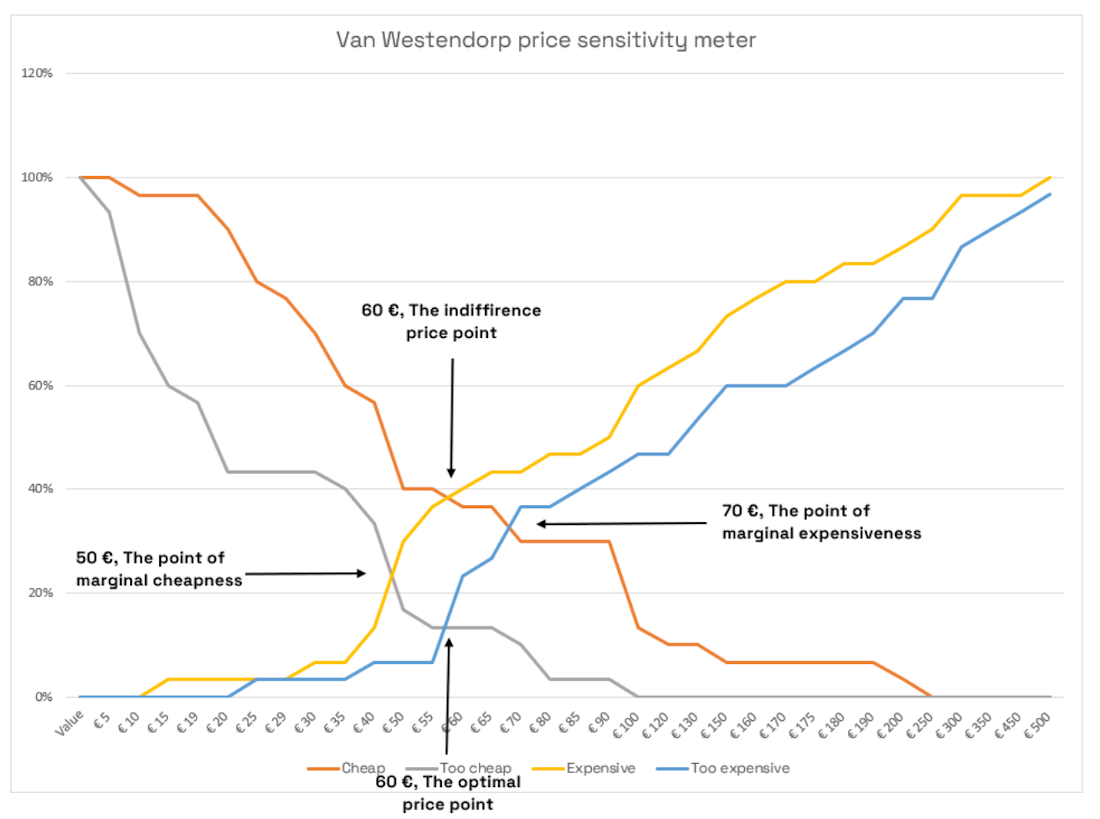 Van Westendorp price sensitivity meter
120%
100%
80%
60%
40%
20%
0%
60 €, The indiffirence
price point
70 €, The point of
marginal expensiveness
50 €, The point of
marginal cheapness
Value € 5 € 10 € 15 € 19 € 20 € 25 € 29 € 30 € 35 € 40 € 50 € 55 € 60 € 65 € 70 € 80 € 85 € 90 € 100 € 120 € 130 € 150 € 160 € 170 € 175 € 180 € 190 € 200 € 250 € 300 € 350 € 450 € 500
Cheap Too cheap Expensive Too expensive
60 €, The optimal
price point